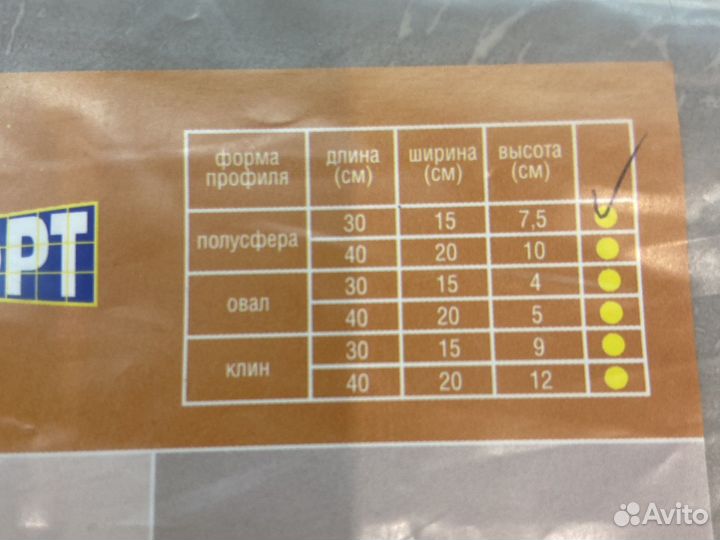 форма профиля длина (см) ширина (см) высота (см)
полусфера 30 15 7,5
40 20 10
овал 30 15 4
40 20 5
клин 30 15 9
40 20 12
РТ
Avito